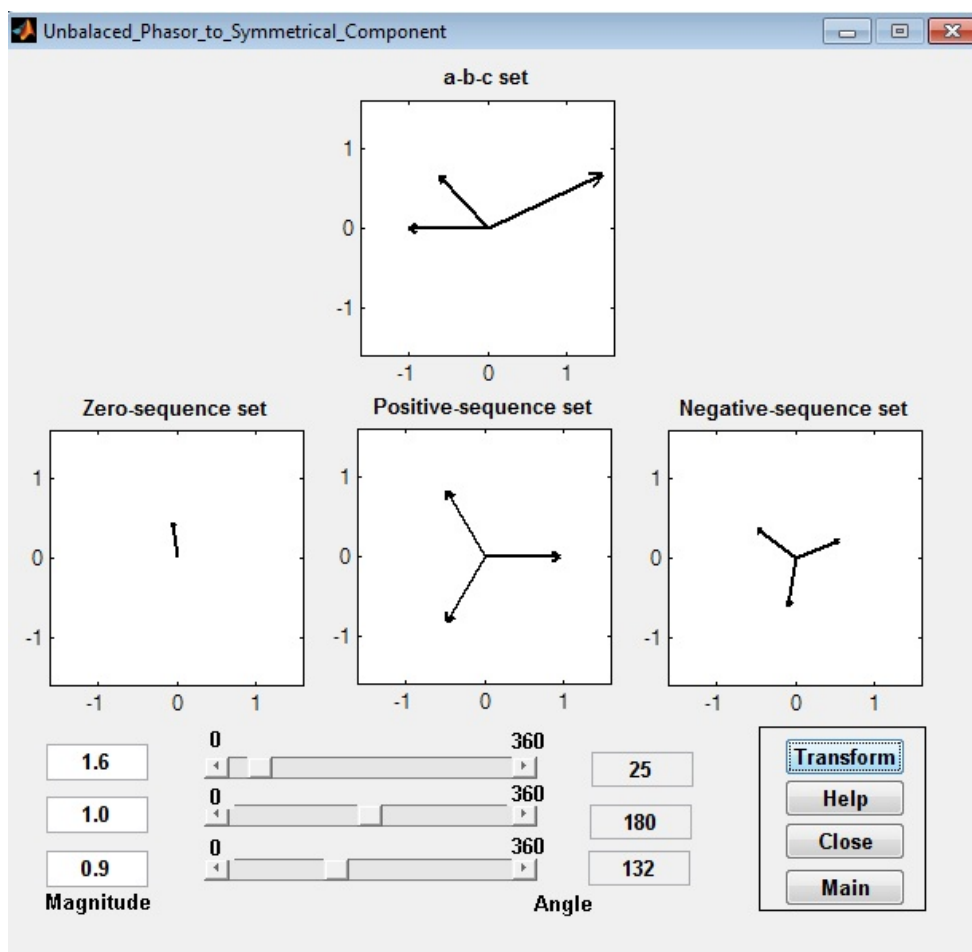 Unbalaced_Phasor_to_Symmetrical_Component
a-b-c set
1
0
-1
-1 0 1
Zero-sequence set
1
0
-1
-1 0 1
Positive-sequence set
1
0
-1
-1 0 1
Negative-sequence set
1
0
-1
-1 0 1
1.6
0 360
25
1.0
0 360
180
0.9
0 360
132
Magnitude
Angle
Transform
Help
Close
Main